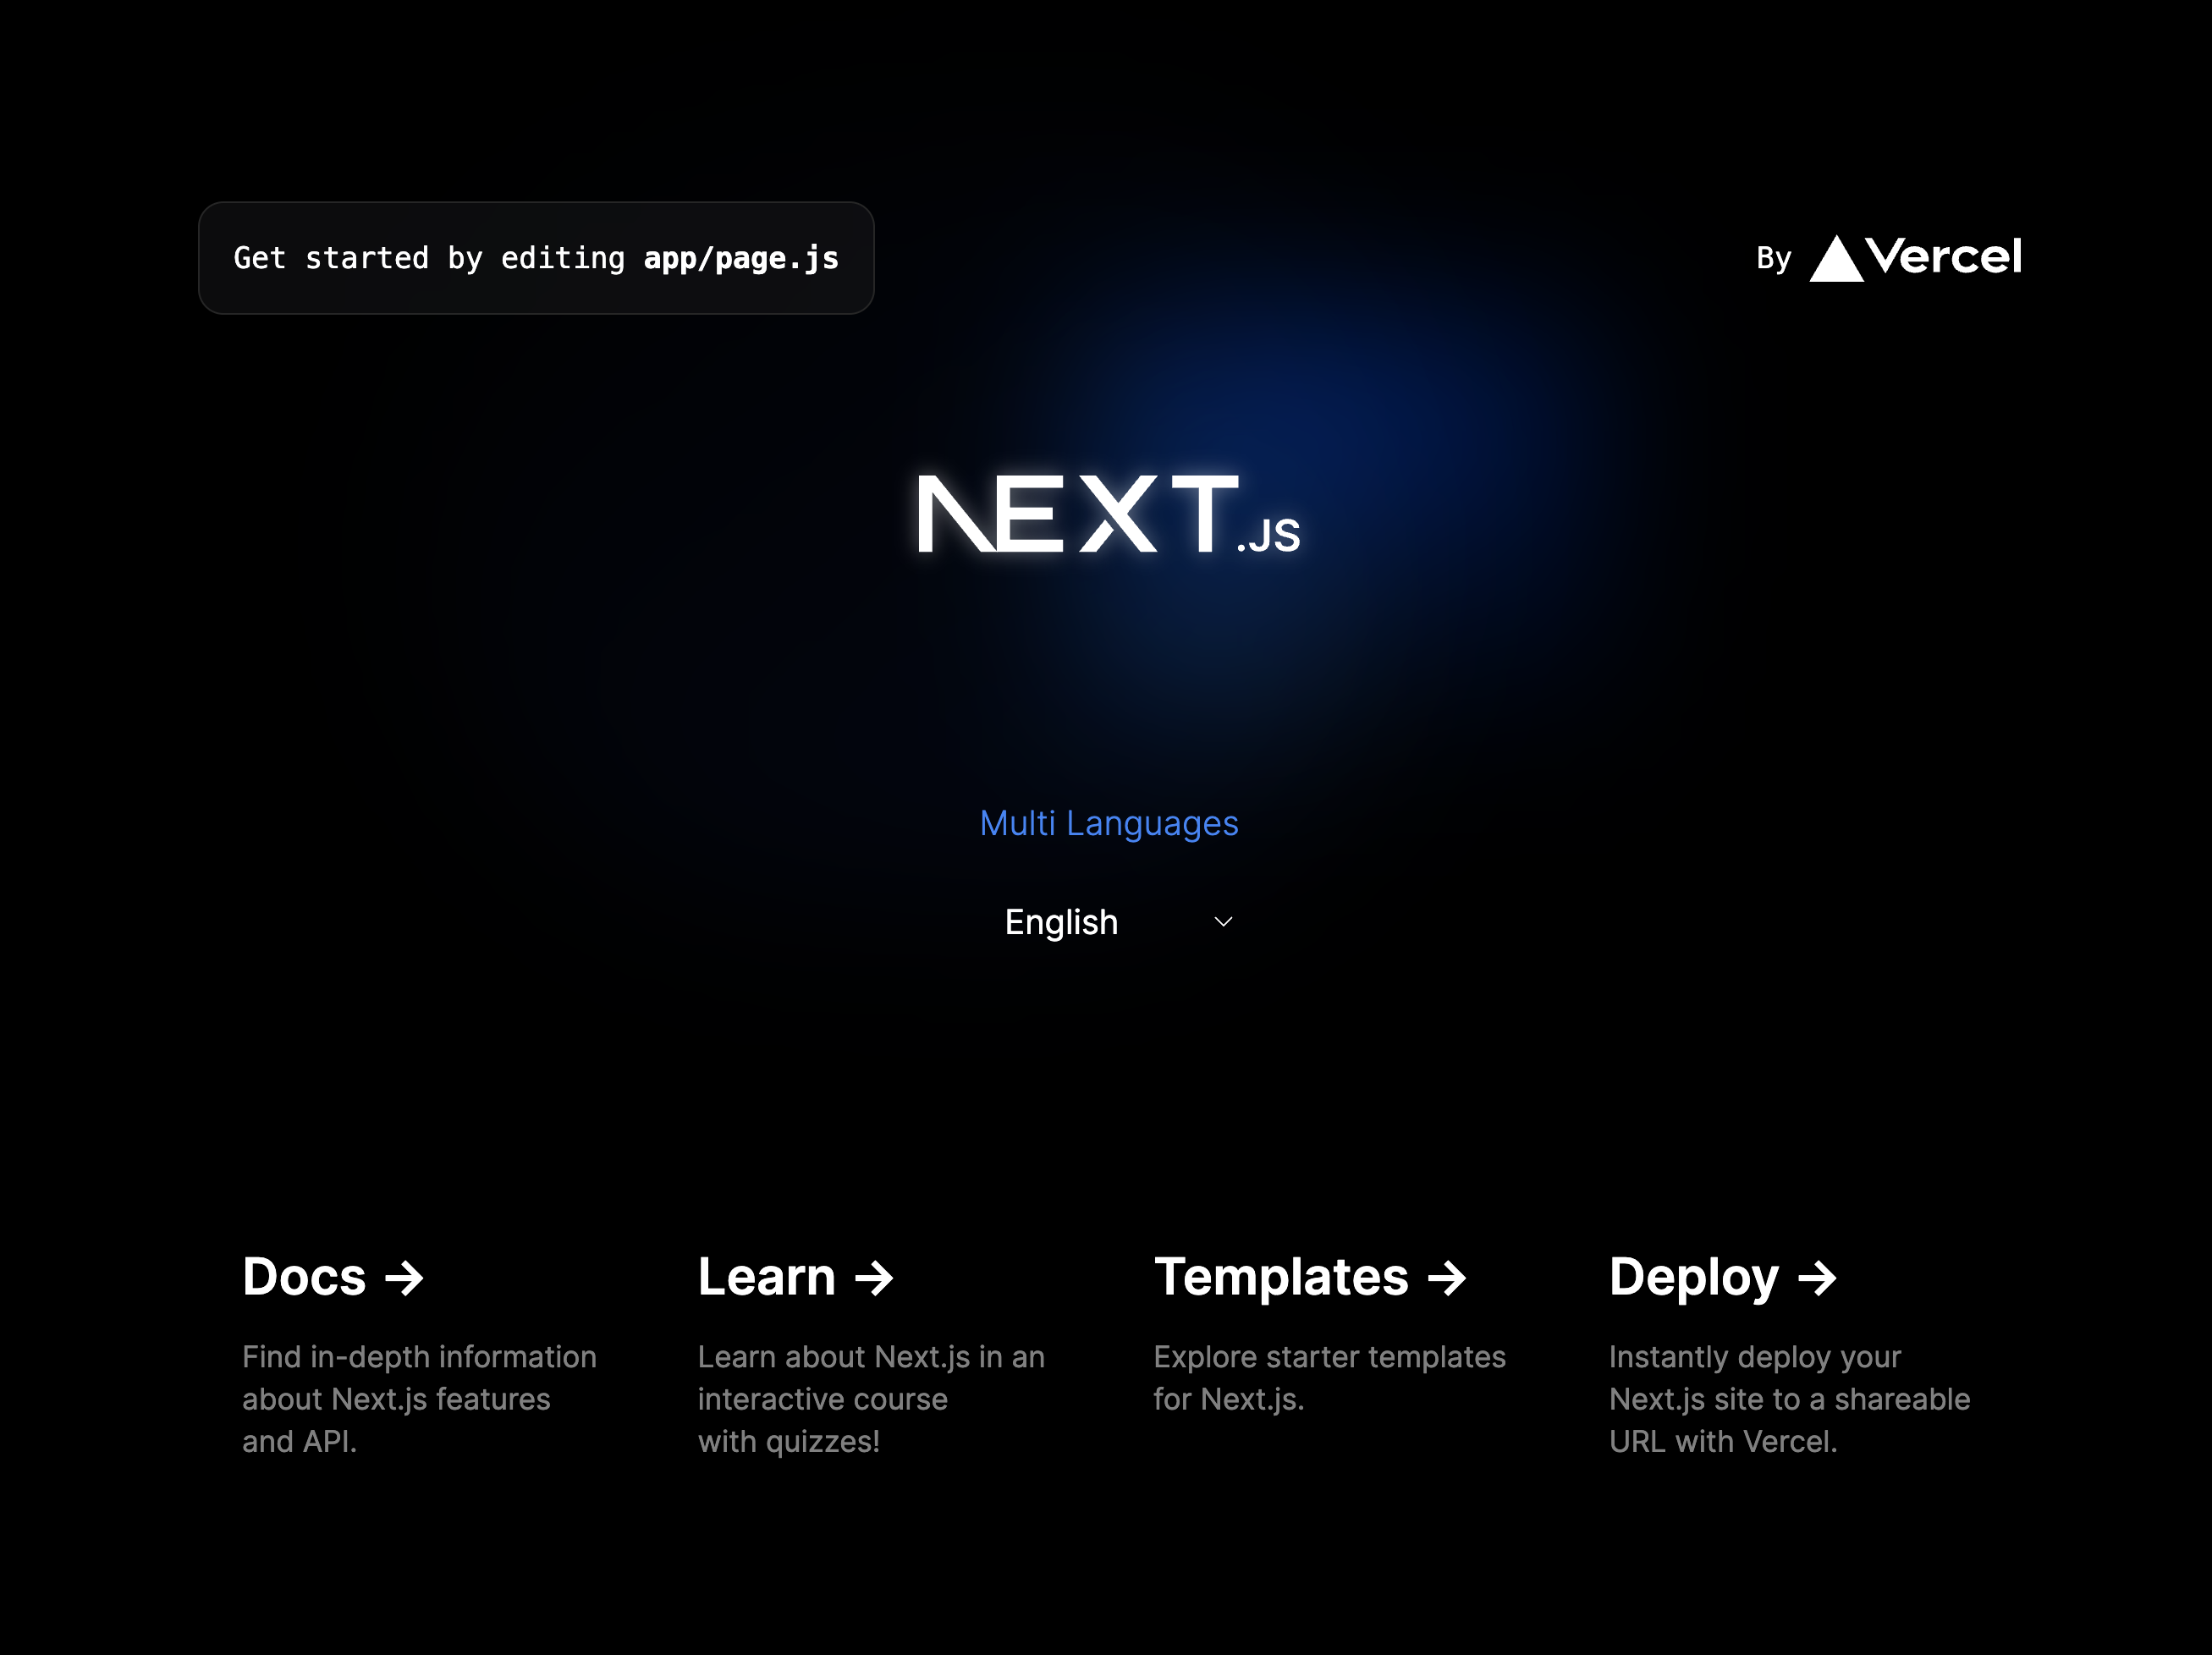 Get started by editing app/page.js
By Vercel
NEXT.JS
Multi Languages
English
Docs →
Find in-depth information
about Next.js features
and API.
Learn →
Learn about Next.js in an
interactive course
with quizzes!
Templates →
Explore starter templates
for Next.js.
Deploy →
Instantly deploy your
Next.js site to a shareable
URL with Vercel.